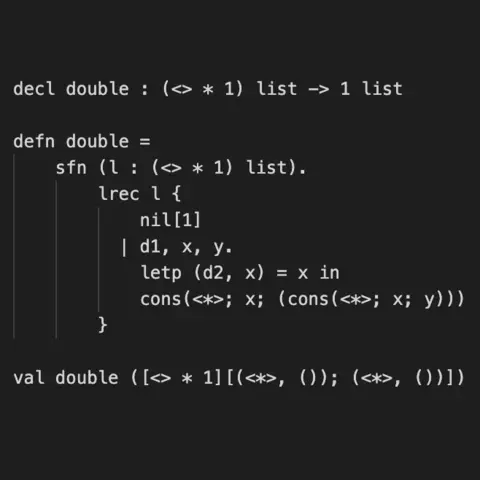 decl double : (<> * 1) list -> 1 list
defn double =
sfn (l : (<> * 1) list).
lrec l {
nil[1]
| d1, x, y.
letp (d2, x) = x in
cons(<*>; x; (cons(<*>; x; y)))
}
val double ([<> * 1][(<*>, ()); (<*>, ())])